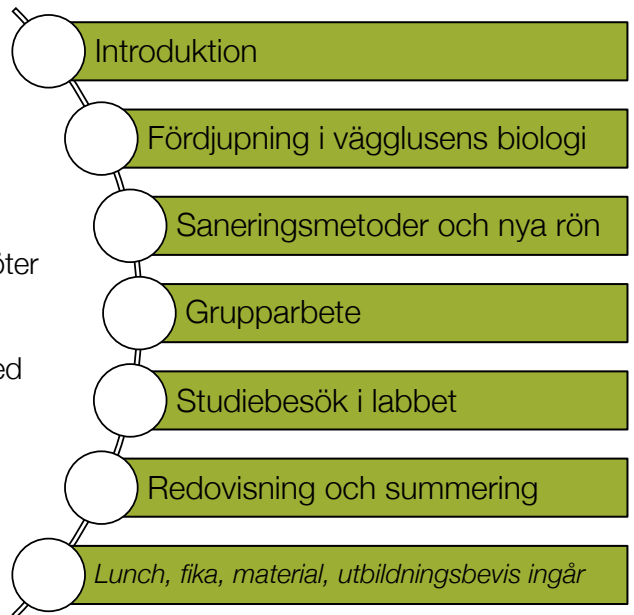 Introduktion
Fördjupning i vägglusens biologi
Saneringsmetoder och nya rön
Grupparbete
Studiebesök i labbet
Redovisning och summering
Lunch, fika, material, utbildningsbevis ingår